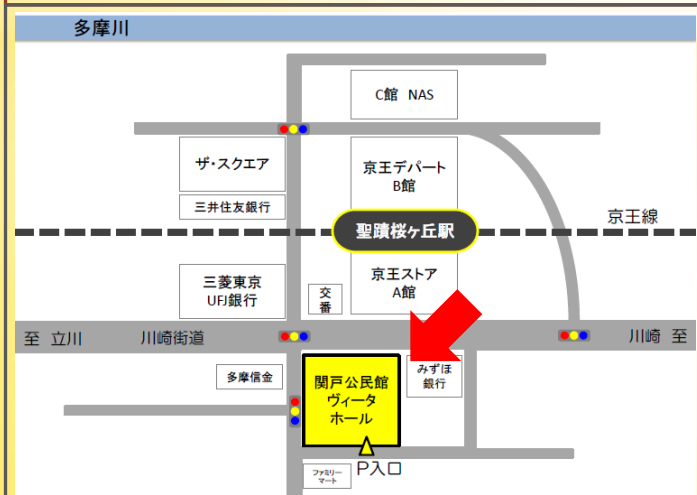 多摩川
C館 NAS
ザ・スクエア
京王デパート
B館
三井住友銀行
京王線
聖蹟桜ヶ丘駅
三菱東京
UFJ銀行
京王ストア
A館
交
番
至 立川
川崎街道
川崎 至
多摩信金
関戸公民館
ヴィータ
ホール
みずほ
銀行
ファミリー
マート
P入口